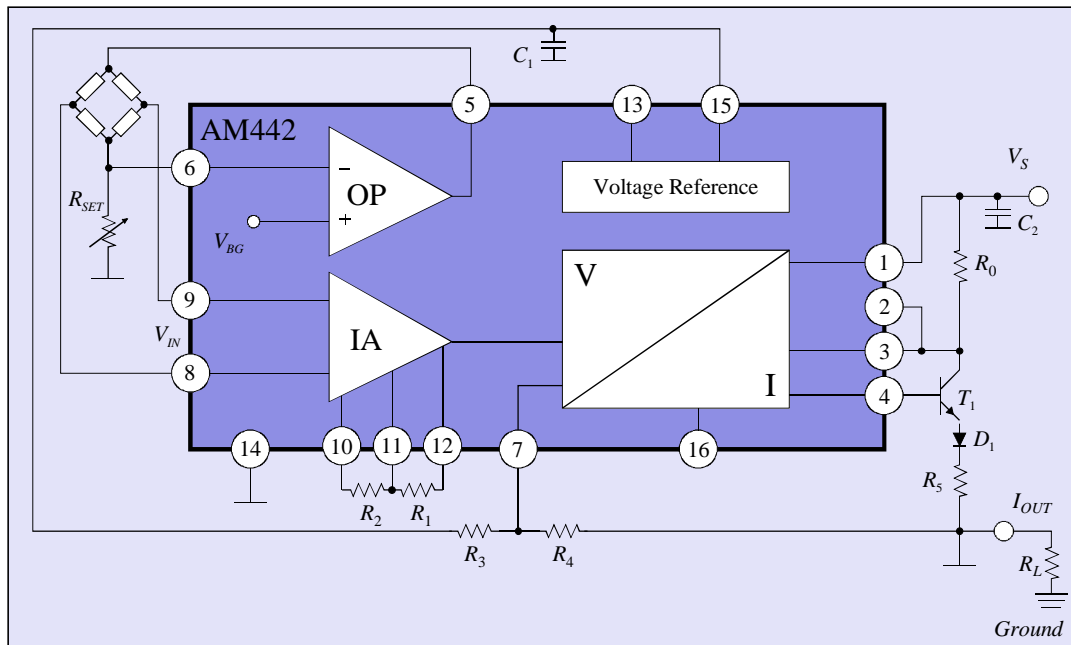 C1
5
13
15
AM442
6
OP
−
+
Voltage Reference
VS
C2
RSET
VBG
R0
1
V
2
9
VIN
IA
3
8
I
4
T1
D1
14
10
11
12
7
16
R5
R2
R1
IOUT
R3
R4
RL
Ground